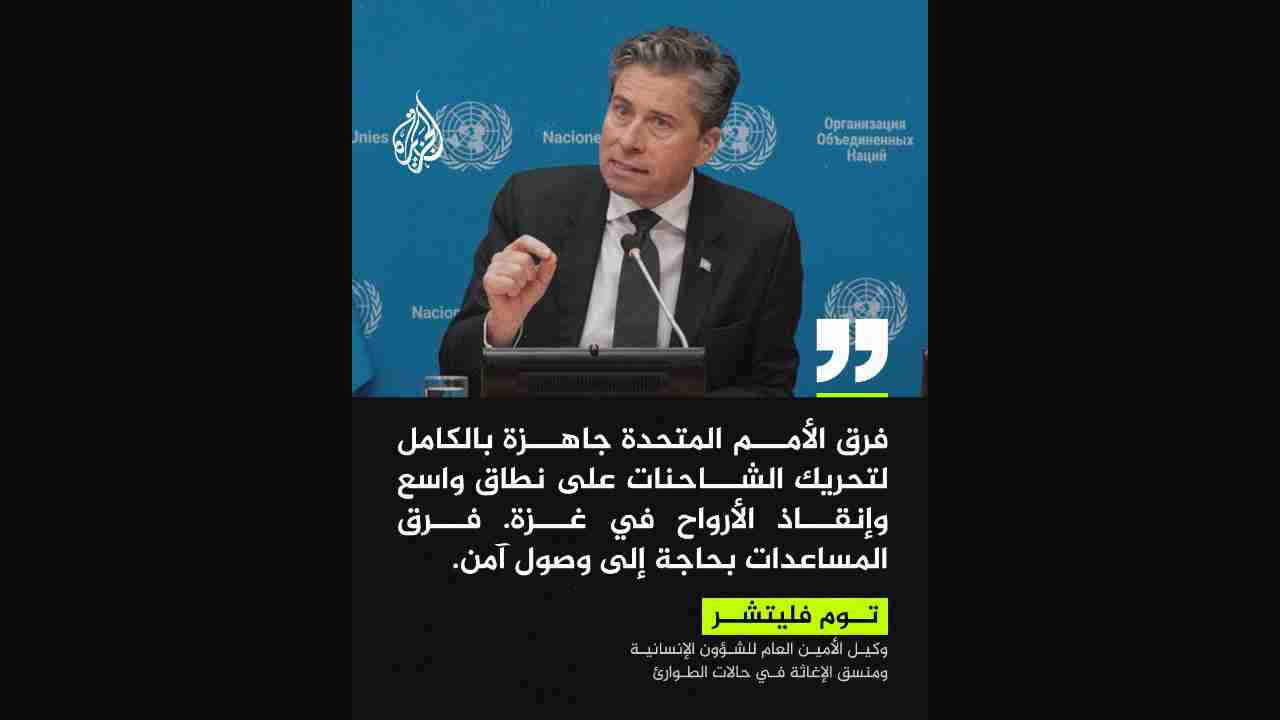 Unies
Nacione
Организация
Объединенных
Наций
الجزيرة
Nacion
فرق الأمم المتحدة جاهزة بالكامل
لتحريك الشاحنات على نطاق واسع
وإنقاذ الأرواح في غزة. فرق
المساعدات بحاجة إلى وصول آمن.
توم فليتشر
وكيل الأمين العام للشؤون الإنسانية
ومنسق الإغاثة في حالات الطوارئ